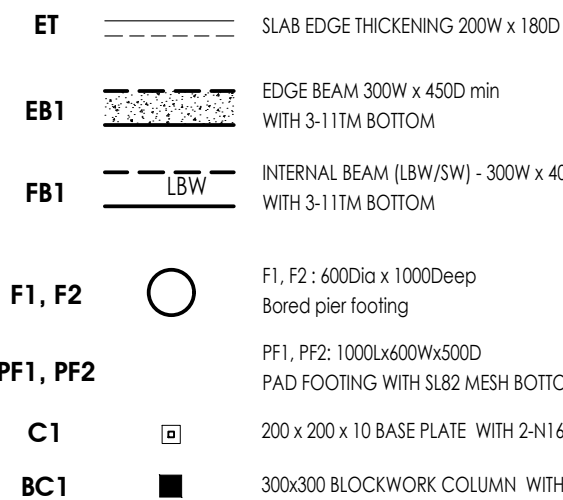 ET SLAB EDGE THICKENING 200W x 180D
EB1 EDGE BEAM 300W x 450D min
WITH 3-11TM BOTTOM
FB1 LBW INTERNAL BEAM (LBW/SW) - 300W x 40
WITH 3-11TM BOTTOM
F1, F2 F1, F2 : 600Dia x 1000Deep
Bored pier footing
PF1, PF2 PF1, PF2: 1000Lx600Wx500D
PAD FOOTING WITH SL82 MESH BOTTO
C1 200 x 200 x 10 BASE PLATE WITH 2-N16
BC1 300x300 BLOCKWORK COLUMN WITH